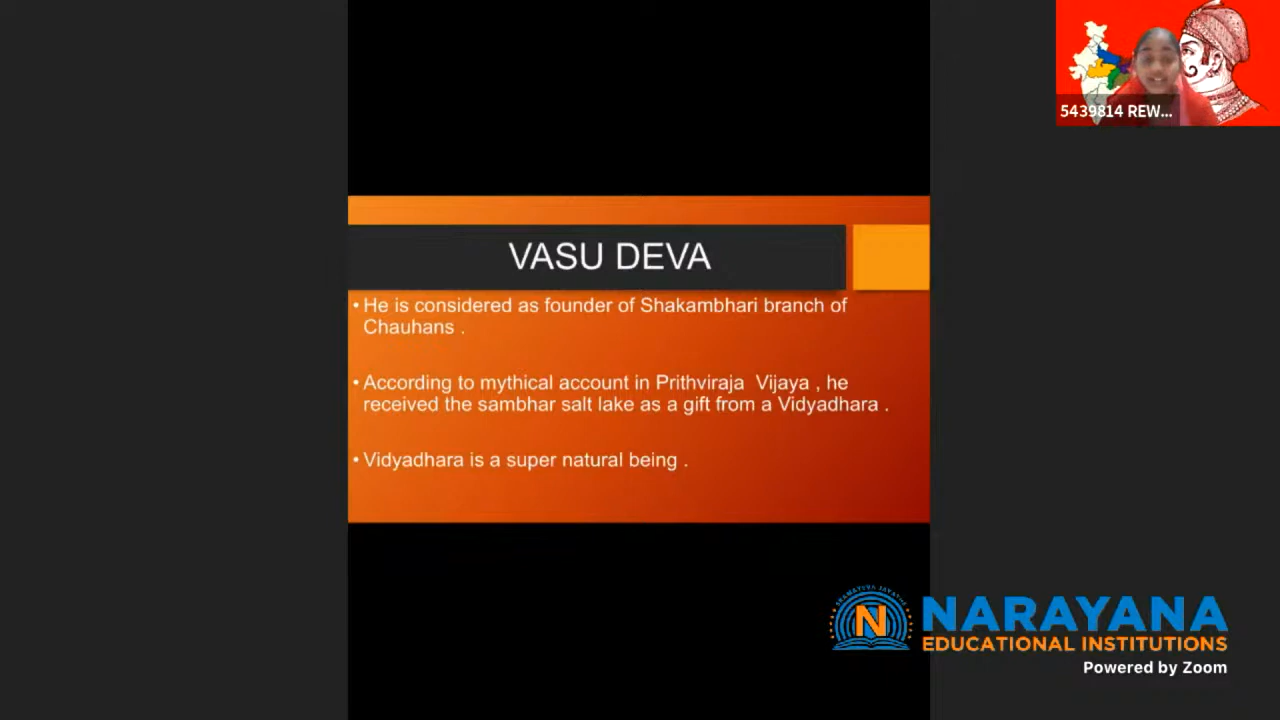 5439814 REW...
VASU DEVA
• He is considered as founder of Shakambhari branch of
Chauhans .
• According to mythical account in Prithviraja  Vijaya , he
received the sambhar salt lake as a gift from a Vidyadhara .
• Vidyadhara is a super natural being .
N
NARAYANA
EDUCATIONAL INSTITUTIONS
Powered by Zoom